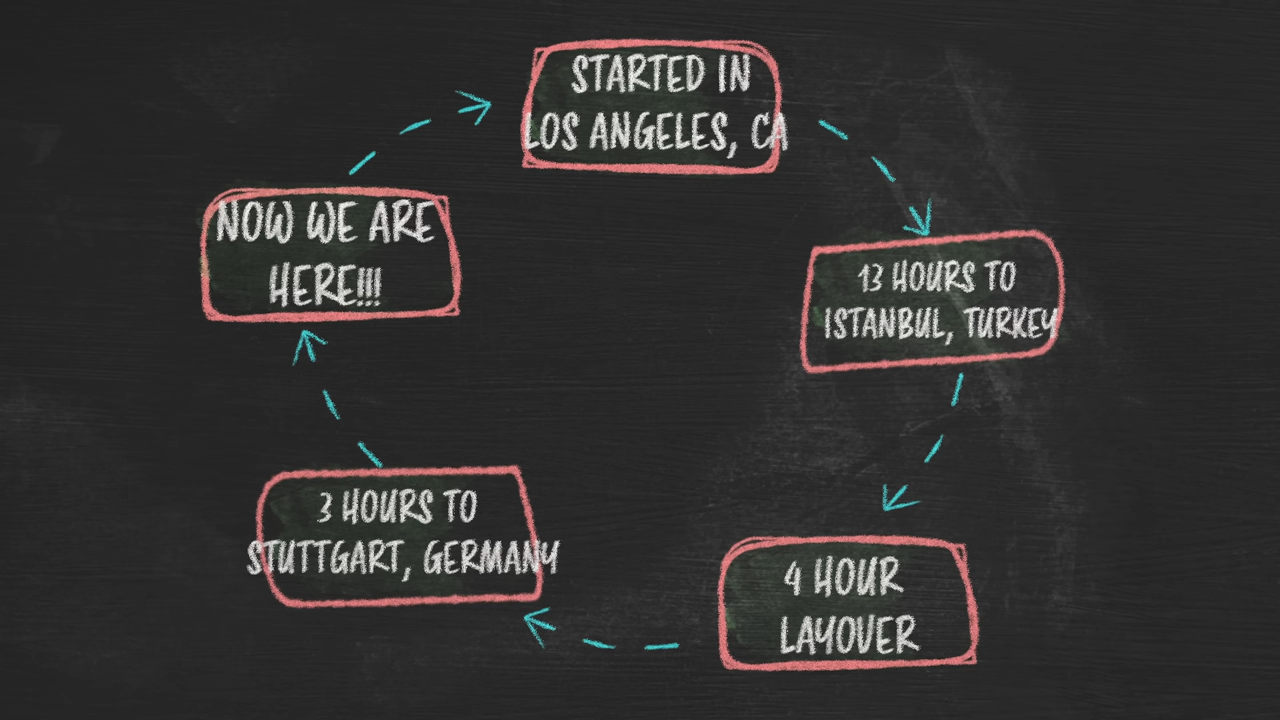 STARTED IN
LOS ANGELES, CA
13 HOURS TO
ISTANBUL, TURKEY
4 HOUR
LAYOVER
3 HOURS TO
STUTTGART, GERMANY
NOW WE ARE
HERE!!!